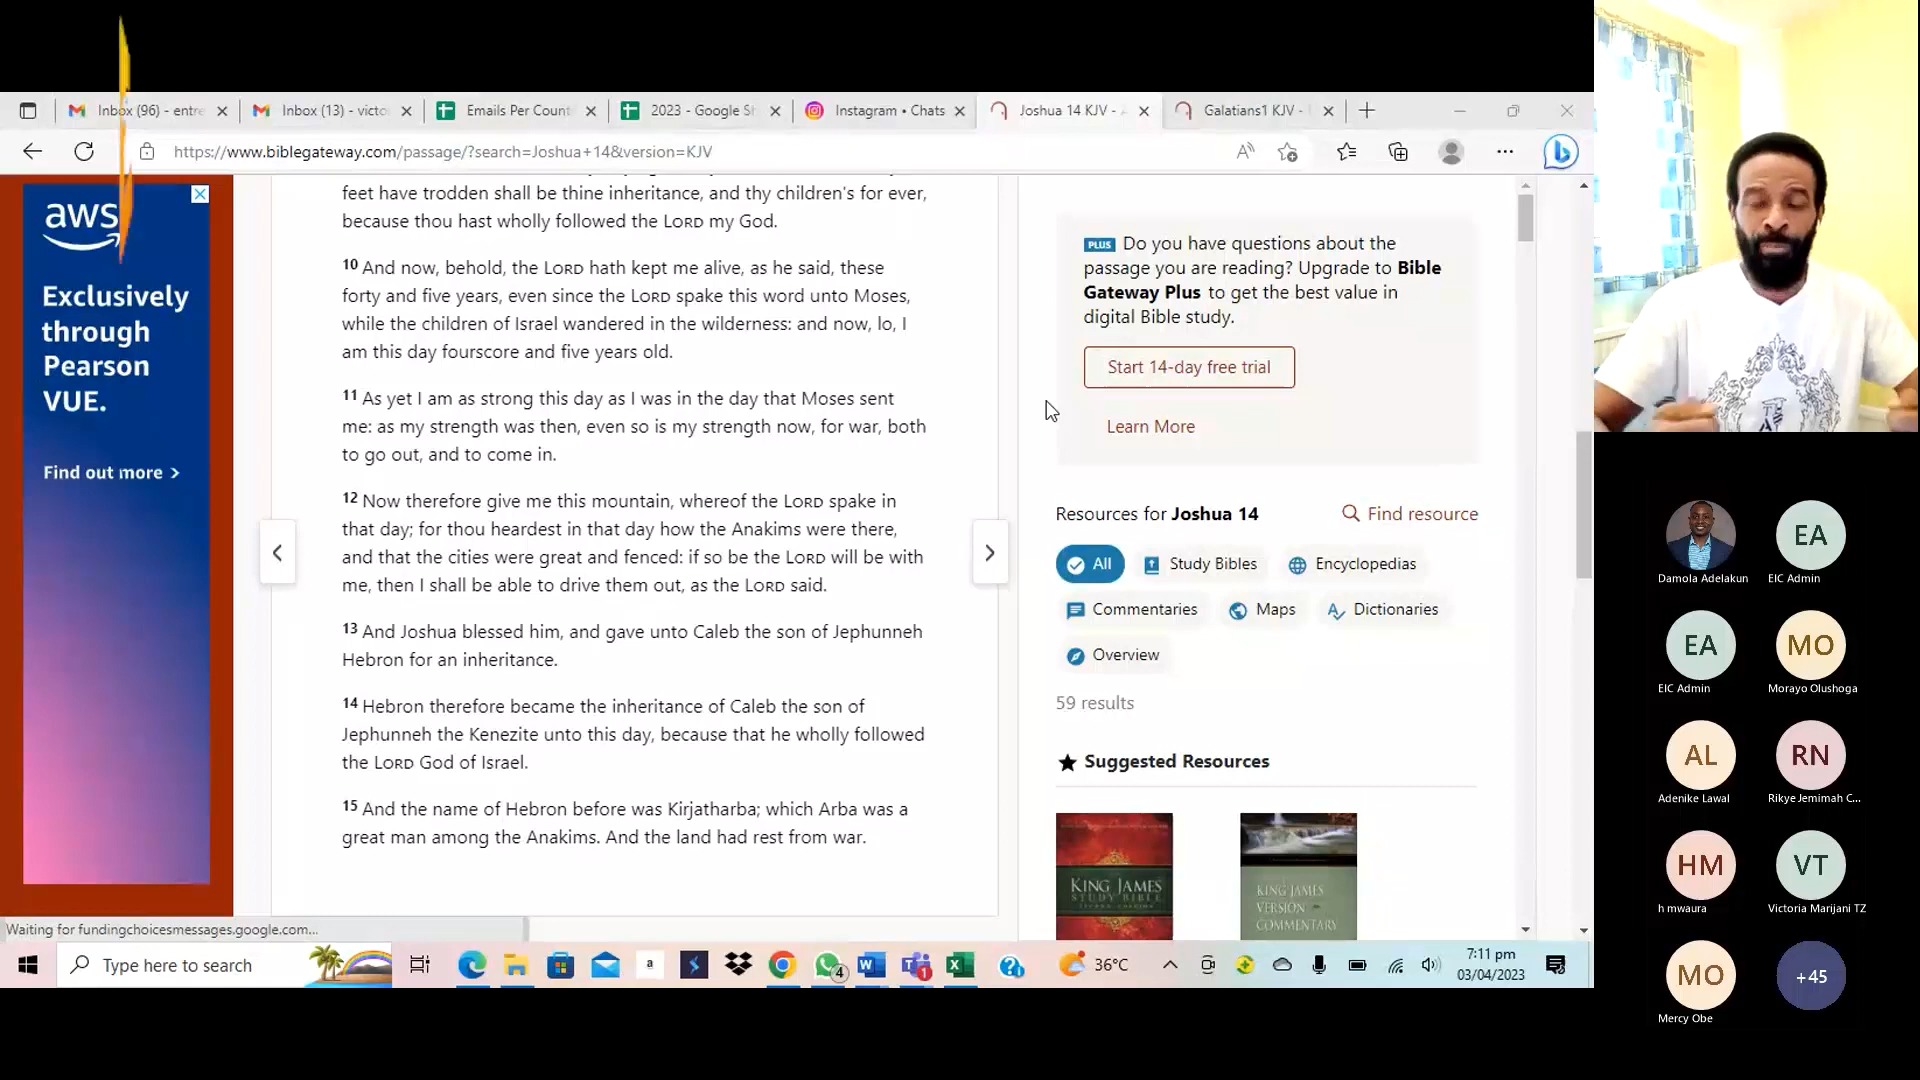 Inbox (96) - entre
Inbox (13) - victo
Emails Per Count
2023 - Google Sh
Instagram • Chats
Joshua 14 KJV -
Galatians1 KJV -
https://www.biblegateway.com/passage/?search=Joshua+14&version=KJV
aws
Exclusively
through
Pearson
VUE.
Find out more >
feet have trodden shall be thine inheritance, and thy children's for ever,
because thou hast wholly followed the LORD my God.
10 And now, behold, the LORD hath kept me alive, as he said, these
forty and five years, even since the LORD spake this word unto Moses,
while the children of Israel wandered in the wilderness: and now, lo, I
am this day fourscore and five years old.
11 As yet I am as strong this day as I was in the day that Moses sent
me: as my strength was then, even so is my strength now, for war, both
to go out, and to come in.
12 Now therefore give me this mountain, whereof the LORD spake in
that day; for thou heardest in that day how the Anakims were there,
and that the cities were great and fenced: if so be the LORD will be with
me, then I shall be able to drive them out, as the LORD said.
13 And Joshua blessed him, and gave unto Caleb the son of Jephunneh
Hebron for an inheritance.
14 Hebron therefore became the inheritance of Caleb the son of
Jephunneh the Kenezite unto this day, because that he wholly followed
the LORD God of Israel.
15 And the name of Hebron before was Kirjatharba; which Arba was a
great man among the Anakims. And the land had rest from war.
PLUS Do you have questions about the
passage you are reading? Upgrade to Bible
Gateway Plus to get the best value in
digital Bible study.
Start 14-day free trial
Learn More
Resources for Joshua 14
Find resource
All
Study Bibles
Encyclopedias
Commentaries
Maps
Dictionaries
Overview
59 results
Suggested Resources
KING JAMES
STUDY BIBLE
KING JAMES
VERSION
COMMENTARY
Waiting for fundingchoicesmessages.google.com...
Type here to search
4
1
36°C
7:11 pm
03/04/2023
Damola Adelakun
EA
EIC Admin
EA
EIC Admin
MO
Morayo Olushoga
AL
Adenike Lawal
RN
Rikye Jemimah C...
HM
h mwaura
VT
Victoria Marijani TZ
MO
Mercy Obe
+45